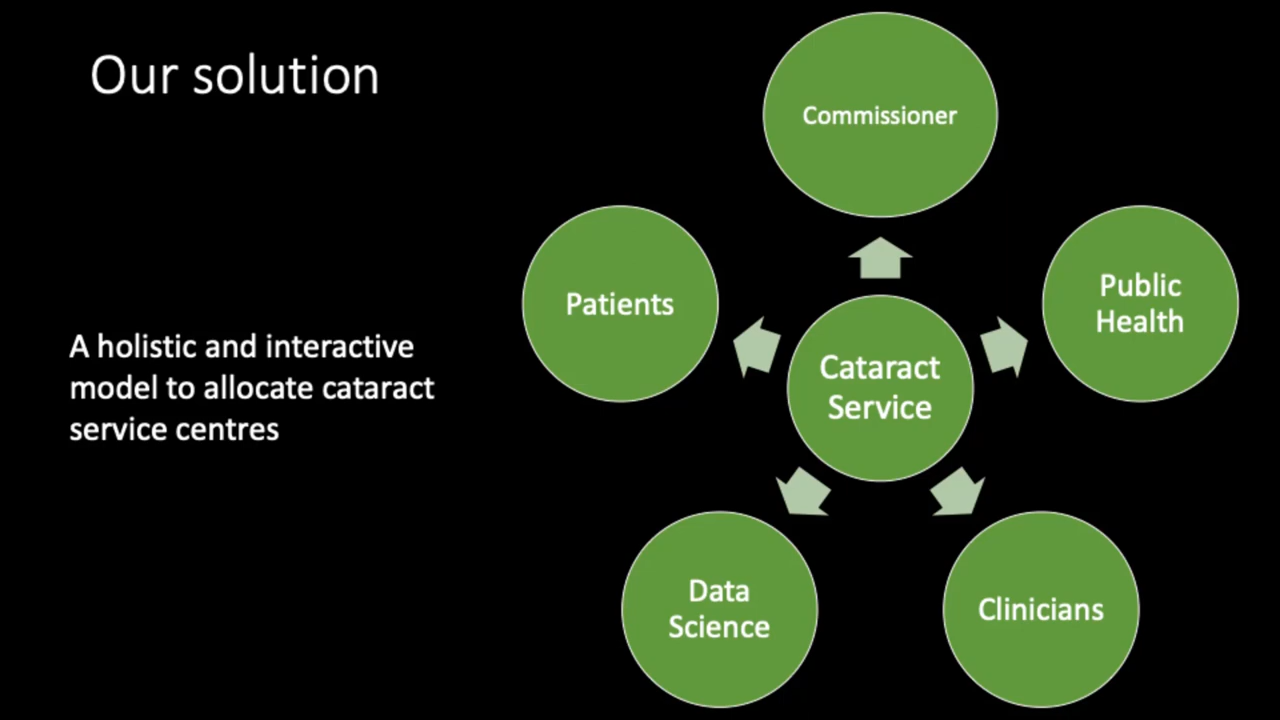 Our solution
A holistic and interactive
model to allocate cataract
service centres
Commissioner
Patients
Public
Health
Cataract
Service
Data
Science
Clinicians